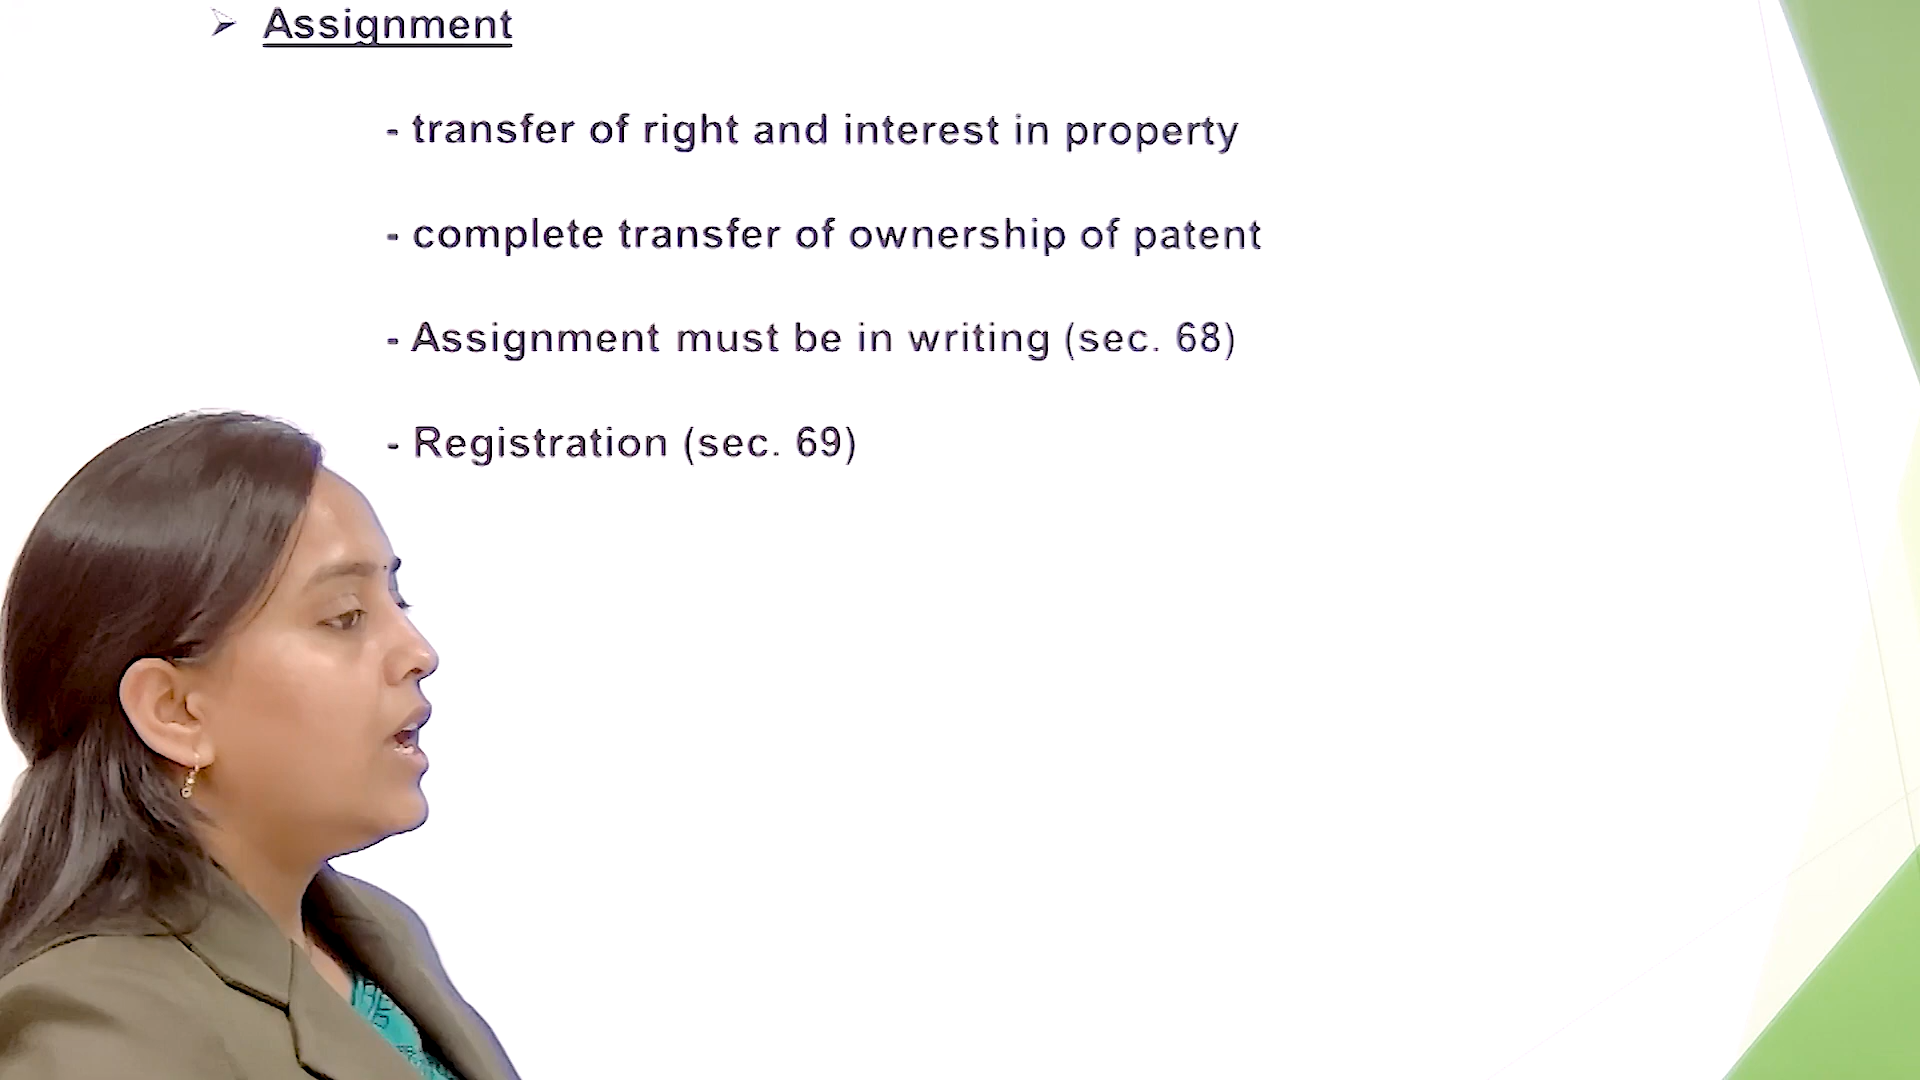 ➢ Assignment
- transfer of right and interest in property
- complete transfer of ownership of patent
- Assignment must be in writing (sec. 68)
- Registration (sec. 69)